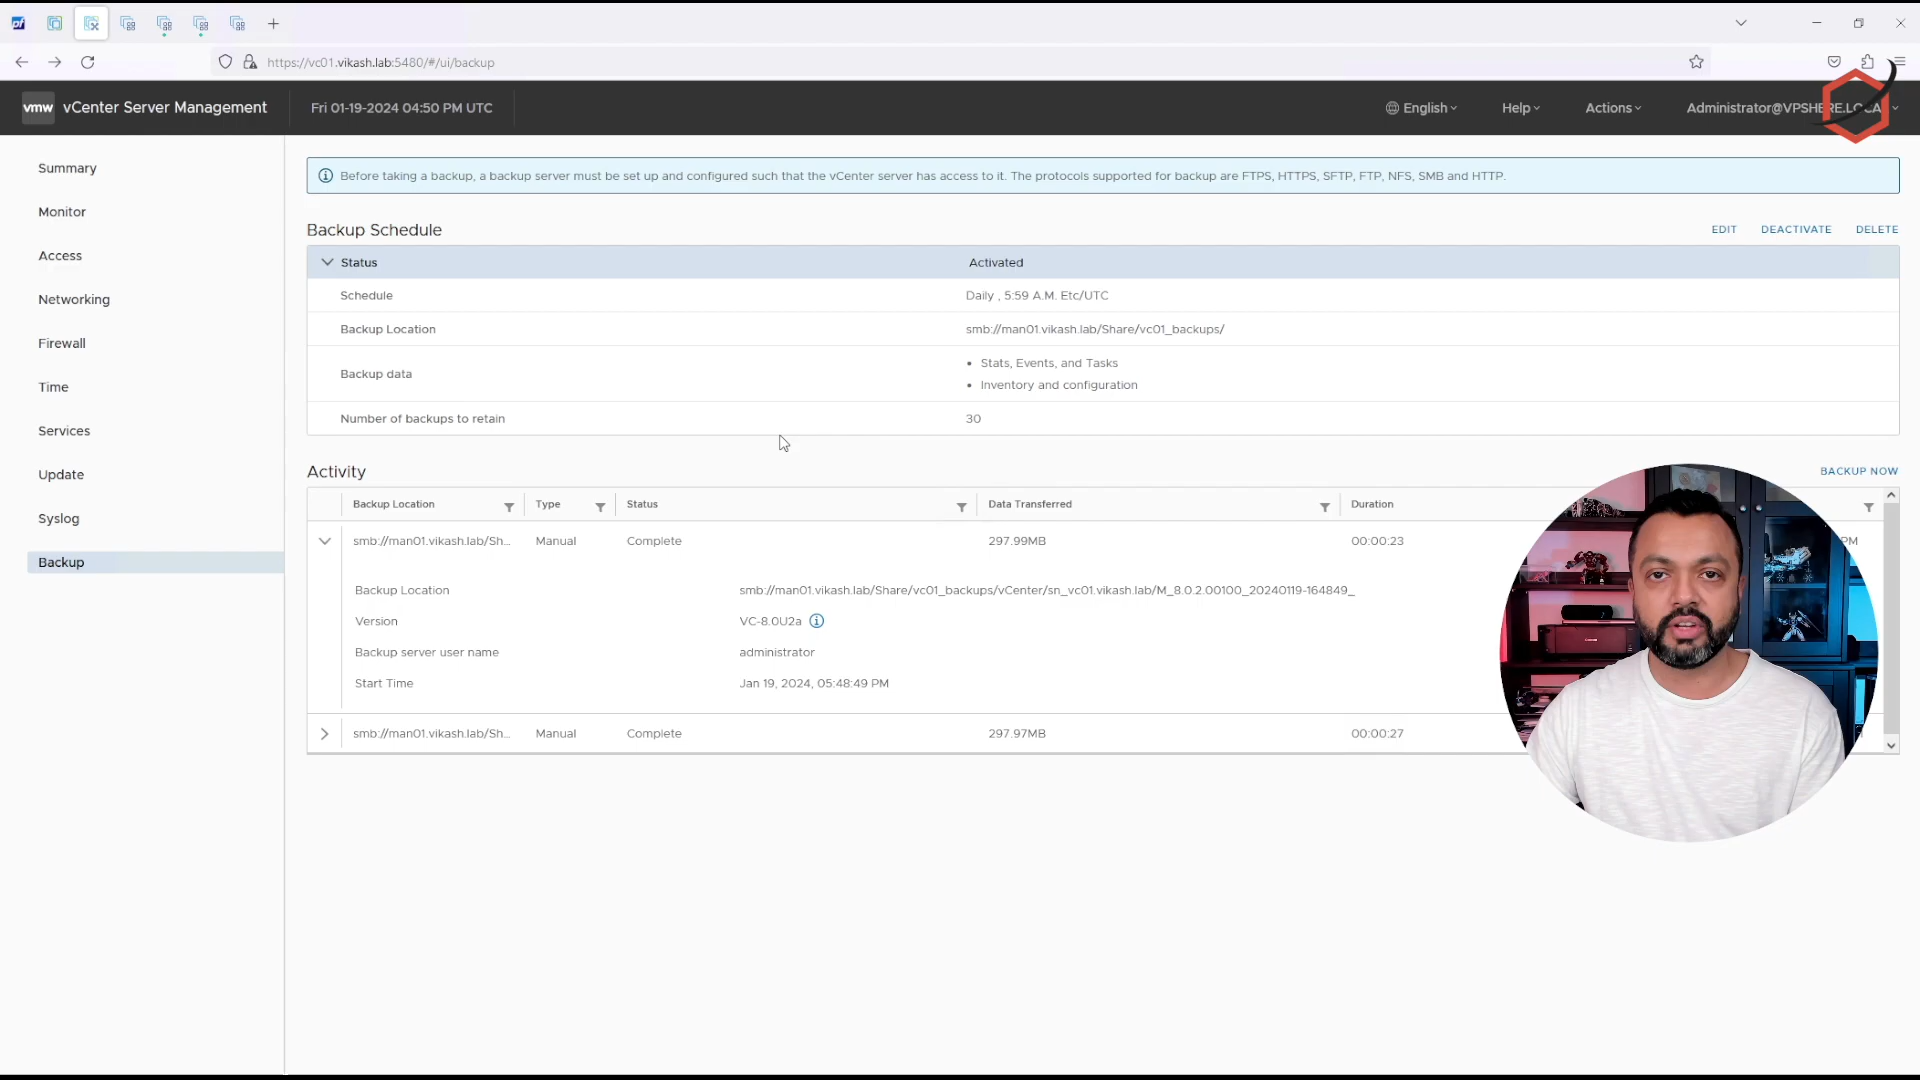 https://vc01.vikash.lab:5480/#/ui/backup
vmw vCenter Server Management Fri 01-19-2024 04:50 PM UTC English Help Actions Administrator@VPSHERE.LOCA
Summary
Monitor
Access
Networking
Firewall
Time
Services
Update
Syslog
Backup
Before taking a backup, a backup server must be set up and configured such that the vCenter server has access to it. The protocols supported for backup are FTPS, HTTPS, SFTP, FTP, NFS, SMB and HTTP.
Backup Schedule EDIT DEACTIVATE DELETE
Status Activated
Schedule Daily , 5:59 A.M. Etc/UTC
Backup Location smb://man01.vikash.lab/Share/vc01_backups/
Backup data • Stats, Events, and Tasks
• Inventory and configuration
Number of backups to retain 30
Activity BACKUP NOW
Backup Location Type Status Data Transferred Duration
smb://man01.vikash.lab/Sh... Manual Complete 297.99MB 00:00:23 PM
Backup Location smb://man01.vikash.lab/Share/vc01_backups/vCenter/sn_vc01.vikash.lab/M_8.0.2.00100_20240119-164849_
Version VC-8.0U2a
Backup server user name administrator
Start Time Jan 19, 2024, 05:48:49 PM
smb://man01.vikash.lab/Sh... Manual Complete 297.97MB 00:00:27